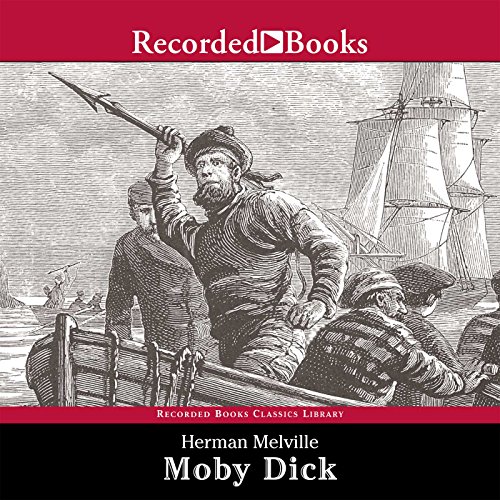 Recorded Books
RECORDED BOOKS CLASSICS LIBRARY
Herman Melville
Moby Dick